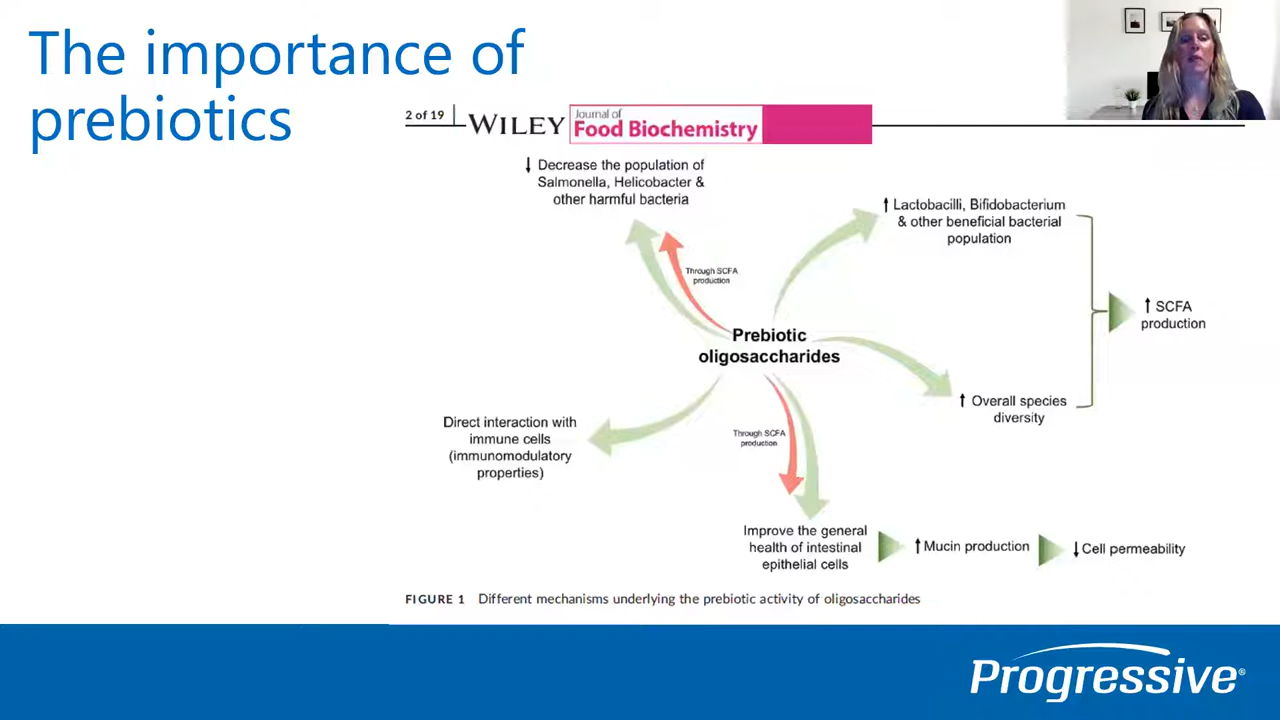 The importance of
prebiotics
2 of 19
WILEY
Journal of
Food Biochemistry
↓ Decrease the population of
Salmonella, Helicobacter &
other harmful bacteria
↑ Lactobacilli, Bifidobacterium
& other beneficial bacterial
population
Through SCFA
production
↑ SCFA
production
Prebiotic
oligosaccharides
↑ Overall species
diversity
Direct interaction with
immune cells
(immunomodulatory
properties)
Through SCFA
production
Improve the general
health of intestinal
epithelial cells
↑ Mucin production
↓ Cell permeability
FIGURE 1 Different mechanisms underlying the prebiotic activity of oligosaccharides
Progressive®